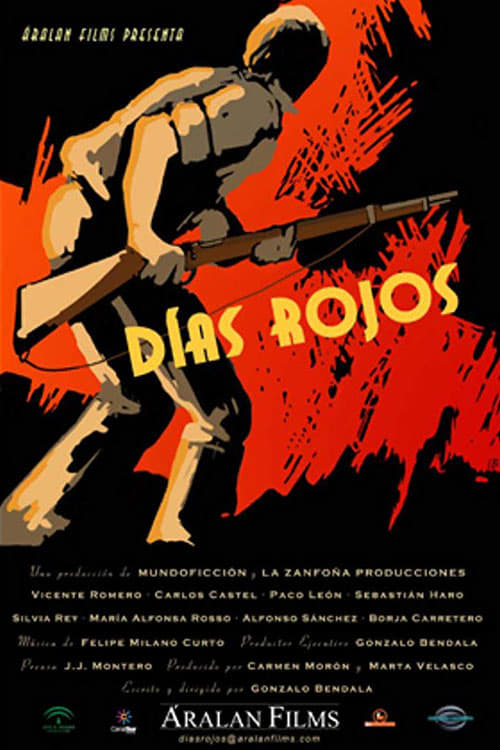 ÁRALAN FILMS PRESENTA
DÍAS ROJOS
Una producción de MUNDOFICCIÓN y LA ZANFOÑA PRODUCCIONES
VICENTE ROMERO · CARLOS CASTEL · PACO LEÓN · SEBASTIÁN HARO
SILVIA REY · MARÍA ALFONSA ROSSO · ALFONSO SÁNCHEZ · BORJA CARRETERO
Música de FELIPE MILANO CURTO Productor Ejecutivo GONZALO BENDALA
Prensa J.J. MONTERO Producido por CARMEN MORÓN y MARTA VELASCO
Escrito y dirigido por GONZALO BENDALA
ÁRALAN FILMS
diasrojos@aralanfilms.com